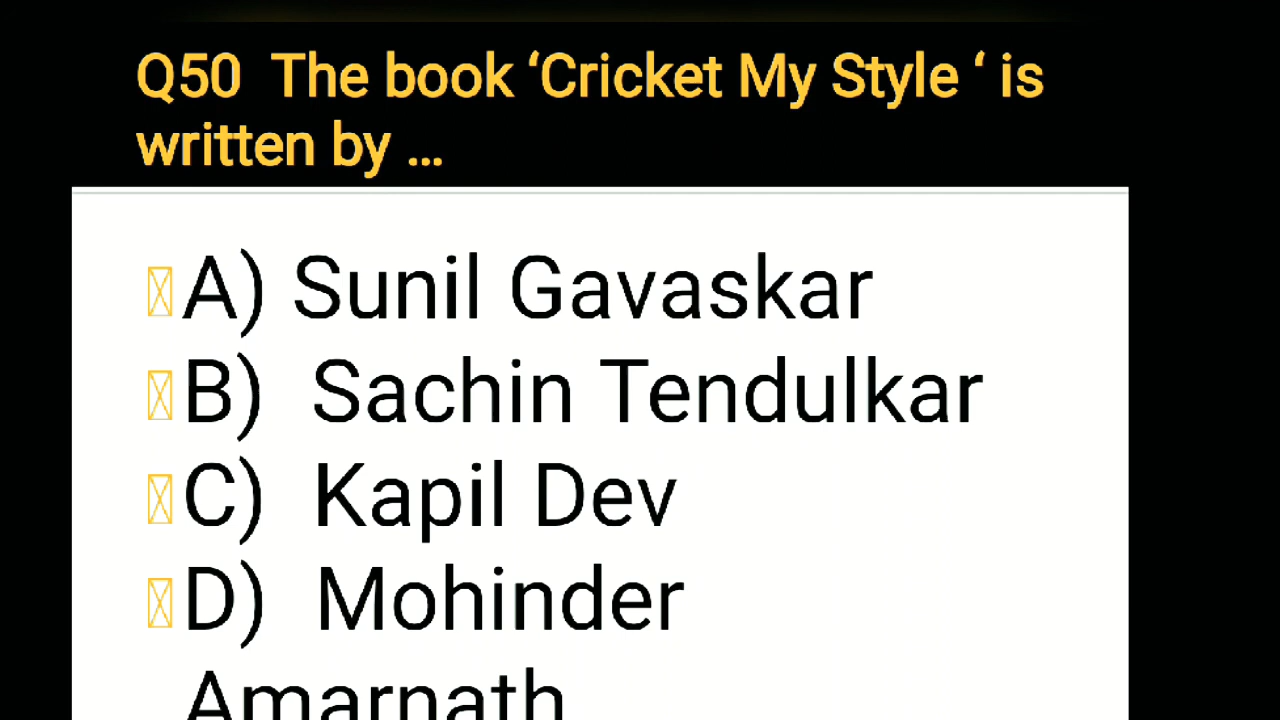 Q50 The book ‘Cricket My Style ‘ is
written by ...
A) Sunil Gavaskar
B) Sachin Tendulkar
C) Kapil Dev
D) Mohinder
Amarnath